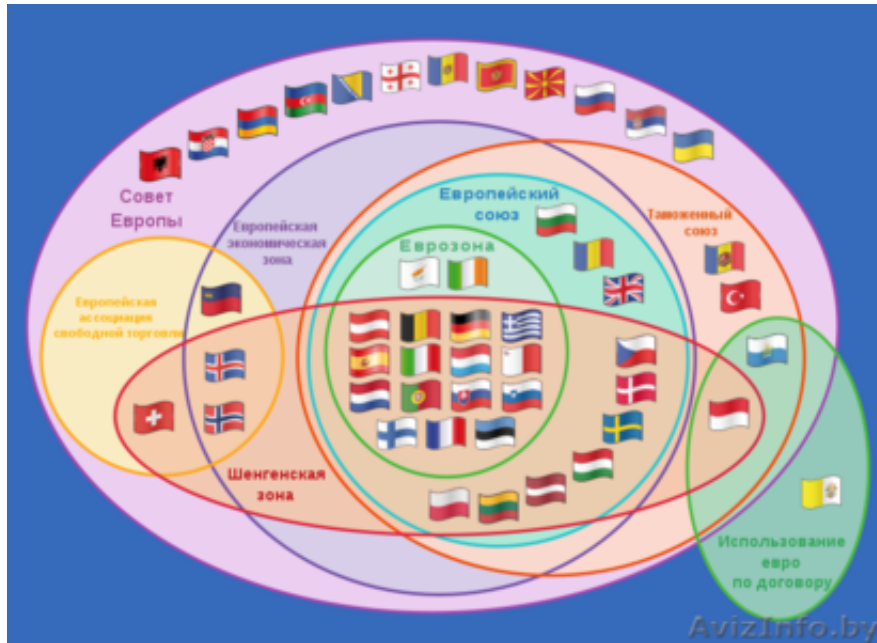 Совет
Европы
Европейская
экономическая
зона
Европейский
союз
Таможенный
союз
Еврозона
Европейская
ассоциация
свободной торговли
Шенгенская
зона
Использование
евро
по договору
AvizInfo.by